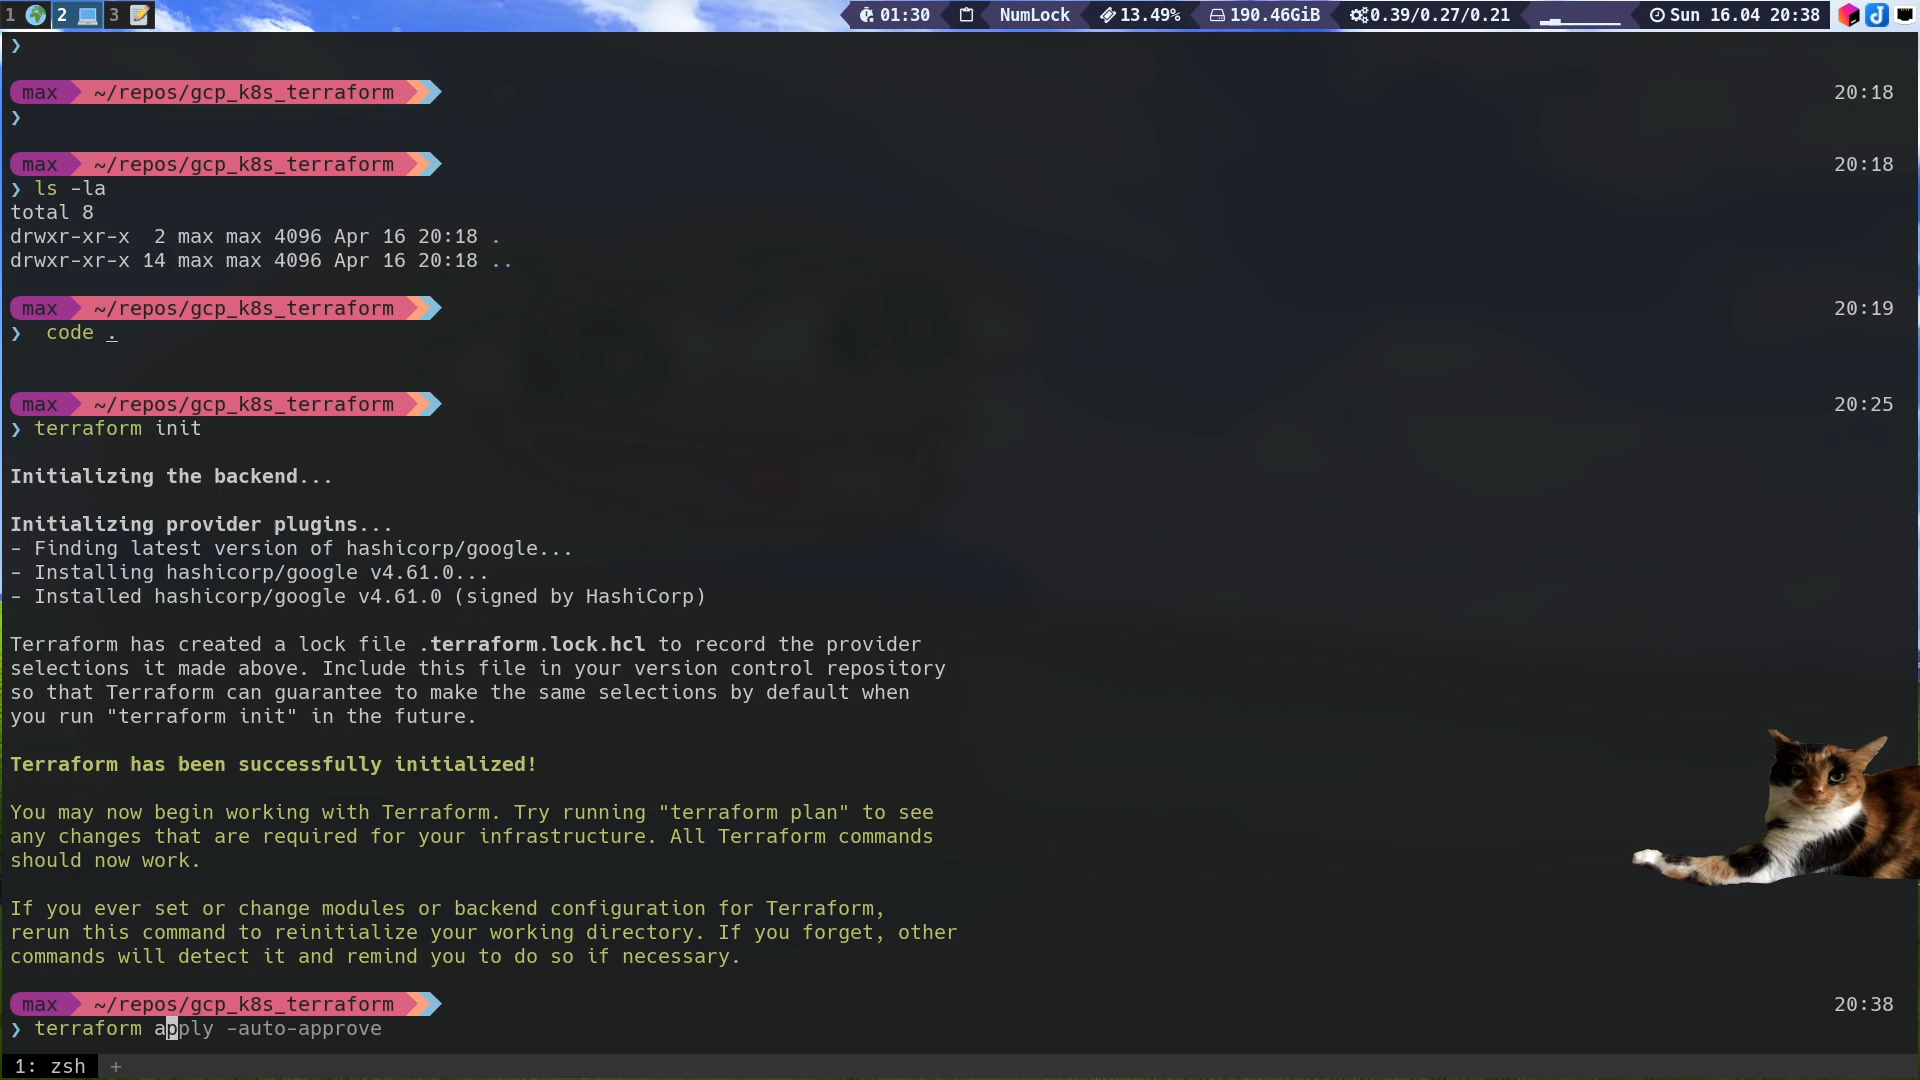 1 2 3 01:30 NumLock 13.49% 190.46GiB 0.39/0.27/0.21 Sun 16.04 20:38
❯
max ~/repos/gcp_k8s_terraform 20:18
❯
max ~/repos/gcp_k8s_terraform 20:18
❯ ls -la
total 8
drwxr-xr-x  2 max max 4096 Apr 16 20:18 .
drwxr-xr-x 14 max max 4096 Apr 16 20:18 ..
max ~/repos/gcp_k8s_terraform 20:19
❯  code .
max ~/repos/gcp_k8s_terraform 20:25
❯ terraform init
Initializing the backend...
Initializing provider plugins...
- Finding latest version of hashicorp/google...
- Installing hashicorp/google v4.61.0...
- Installed hashicorp/google v4.61.0 (signed by HashiCorp)
Terraform has created a lock file .terraform.lock.hcl to record the provider
selections it made above. Include this file in your version control repository
so that Terraform can guarantee to make the same selections by default when
you run "terraform init" in the future.
Terraform has been successfully initialized!
You may now begin working with Terraform. Try running "terraform plan" to see
any changes that are required for your infrastructure. All Terraform commands
should now work.
If you ever set or change modules or backend configuration for Terraform,
rerun this command to reinitialize your working directory. If you forget, other
commands will detect it and remind you to do so if necessary.
max ~/repos/gcp_k8s_terraform 20:38
❯ terraform apply -auto-approve
1: zsh +